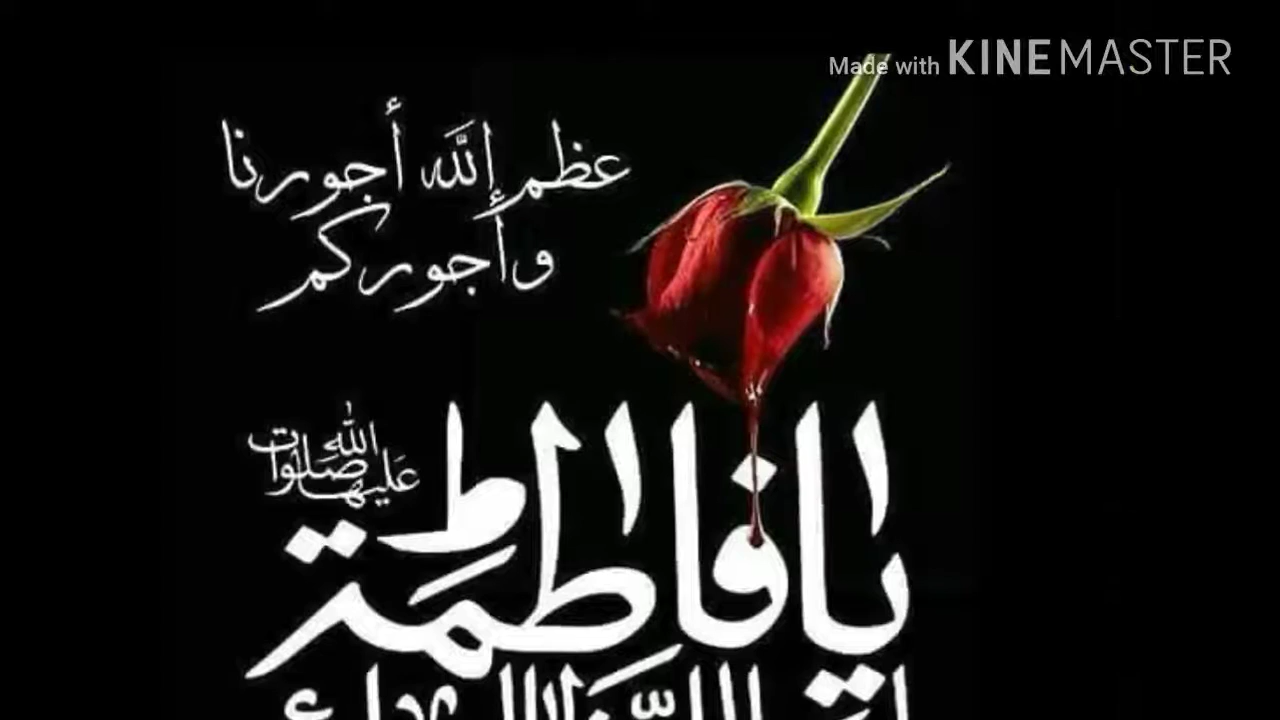 Made with KINEMASTER
عظم الله أجورنا
وأجوركم
يا فاطمة
صلوات الله عليها